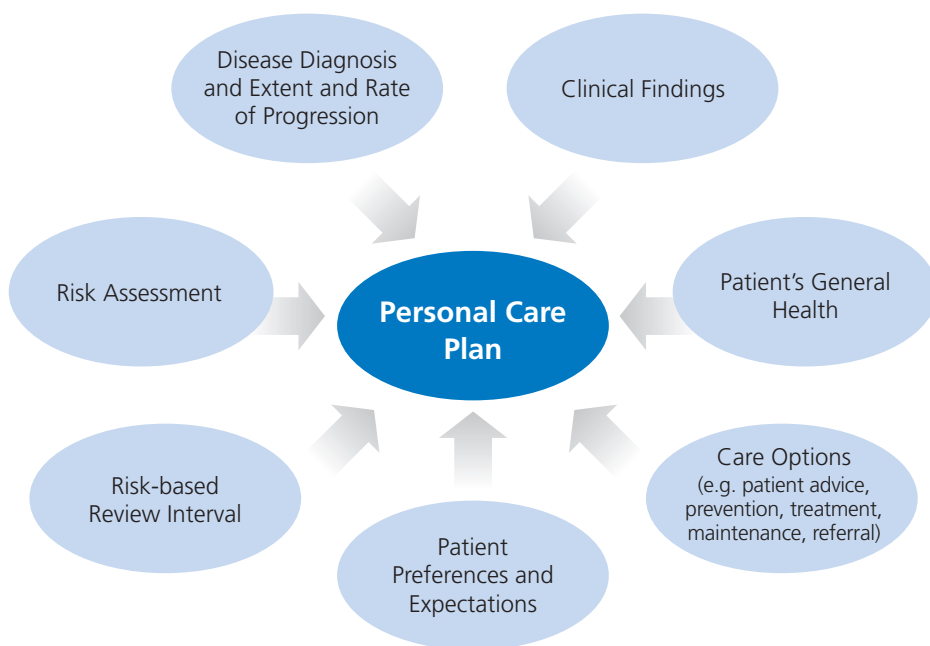 Disease Diagnosis
and Extent and Rate
of Progression
Clinical Findings
Risk Assessment
Personal Care
Plan
Patient’s General
Health
Risk-based
Review Interval
Patient
Preferences and
Expectations
Care Options
(e.g. patient advice,
prevention, treatment,
maintenance, referral)